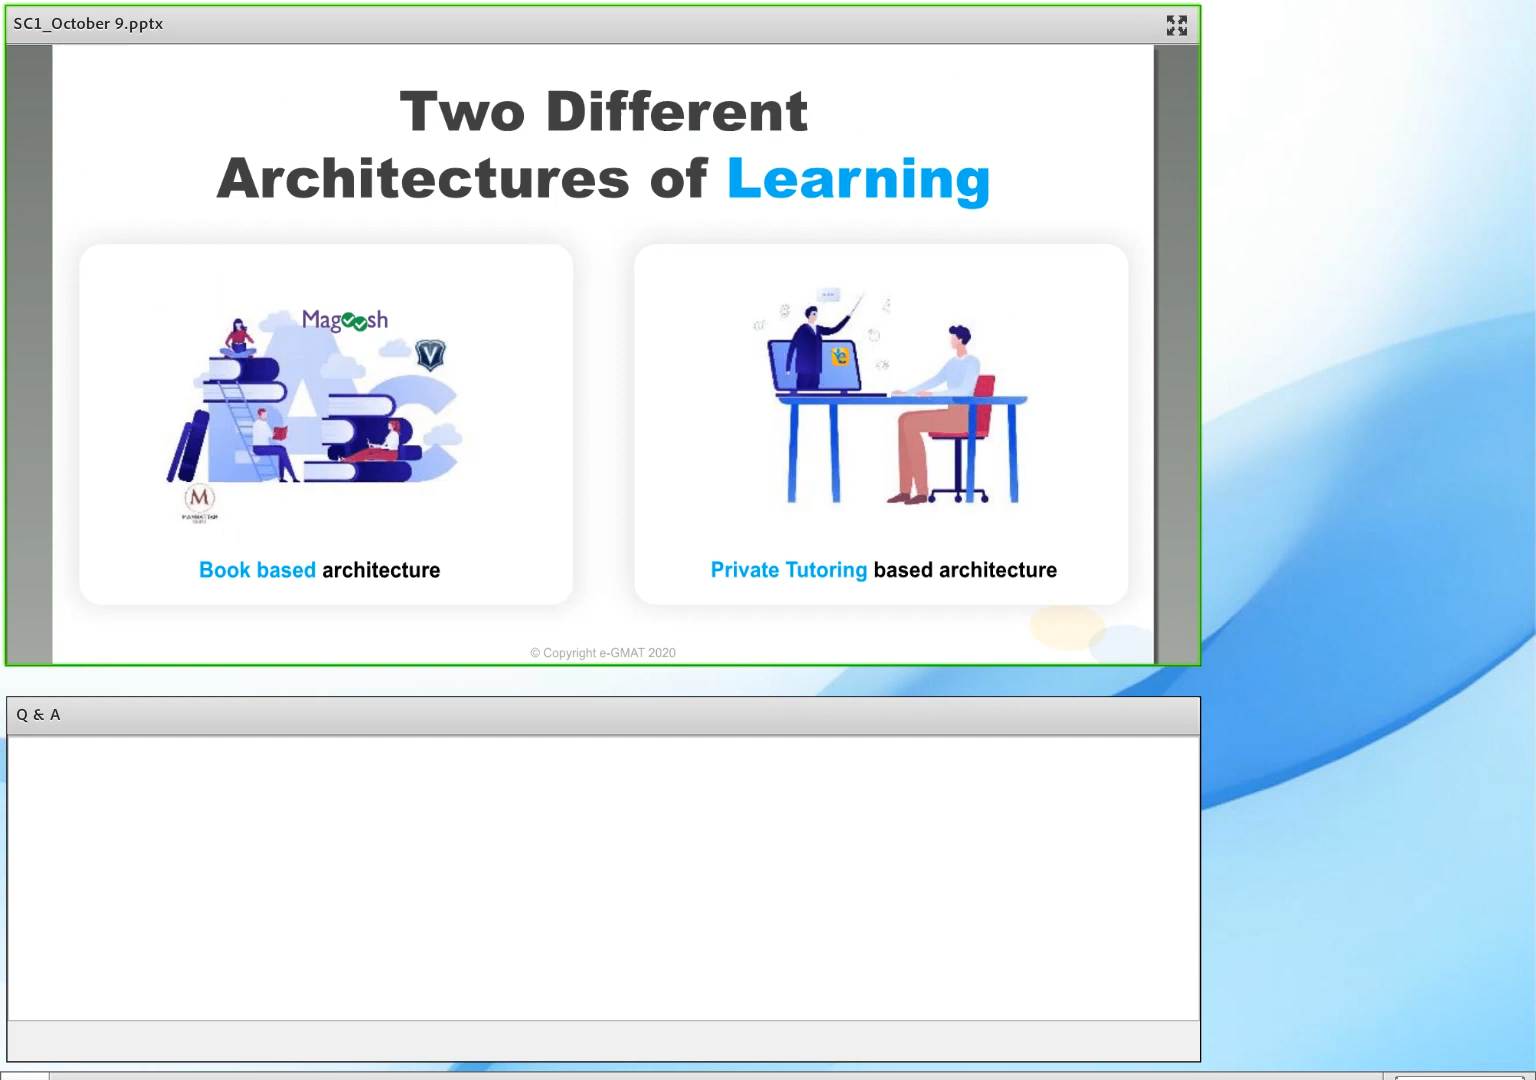 SC1_October 9.pptx
Two Different
Architectures of Learning
Magoosh
V
M
MANHATTAN
Book based architecture
Private Tutoring based architecture
© Copyright e-GMAT 2020
Q & A